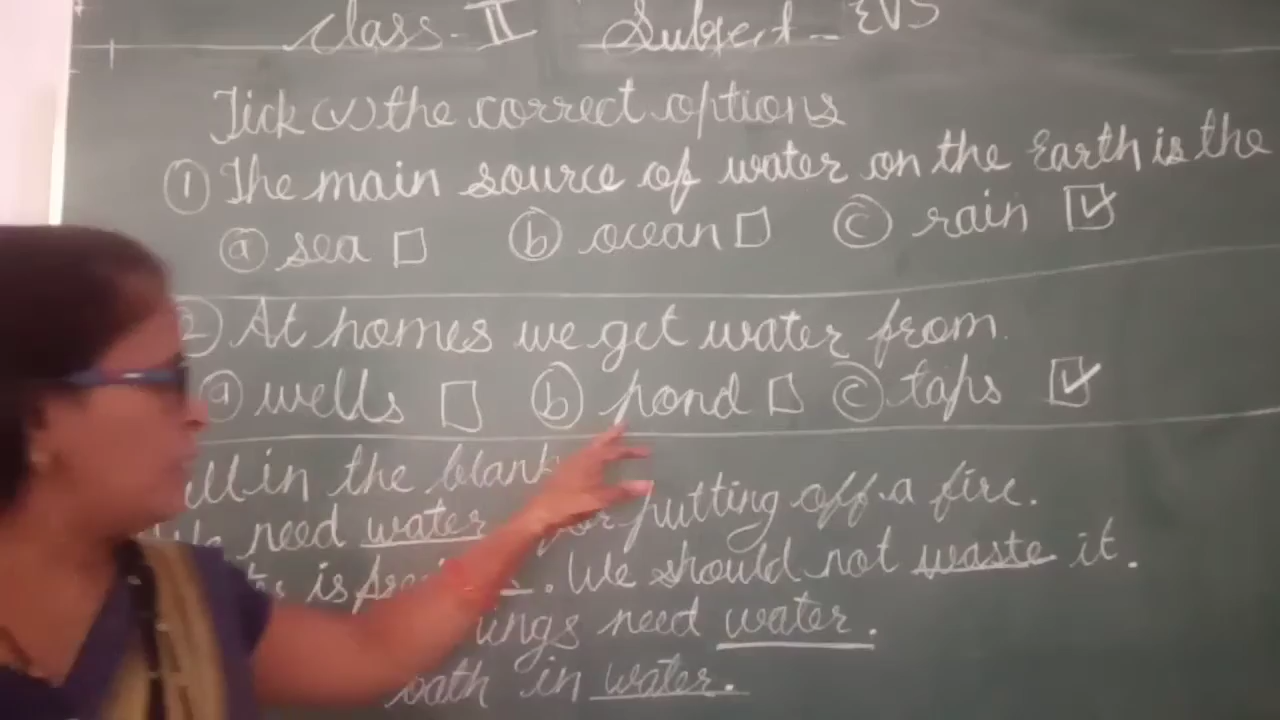 Class-II Subject - EVS
Tick (✓) the correct options
① The main source of water on the Earth is the
ⓐ sea ☐ ⓑ ocean ☐ ⓒ rain ☑
② At homes we get water from.
ⓐ wells ☐ ⓑ pond ☐ ⓒ taps ☑
in the
need water putting off a fire.
is . We should not waste it.
need water.
in water.